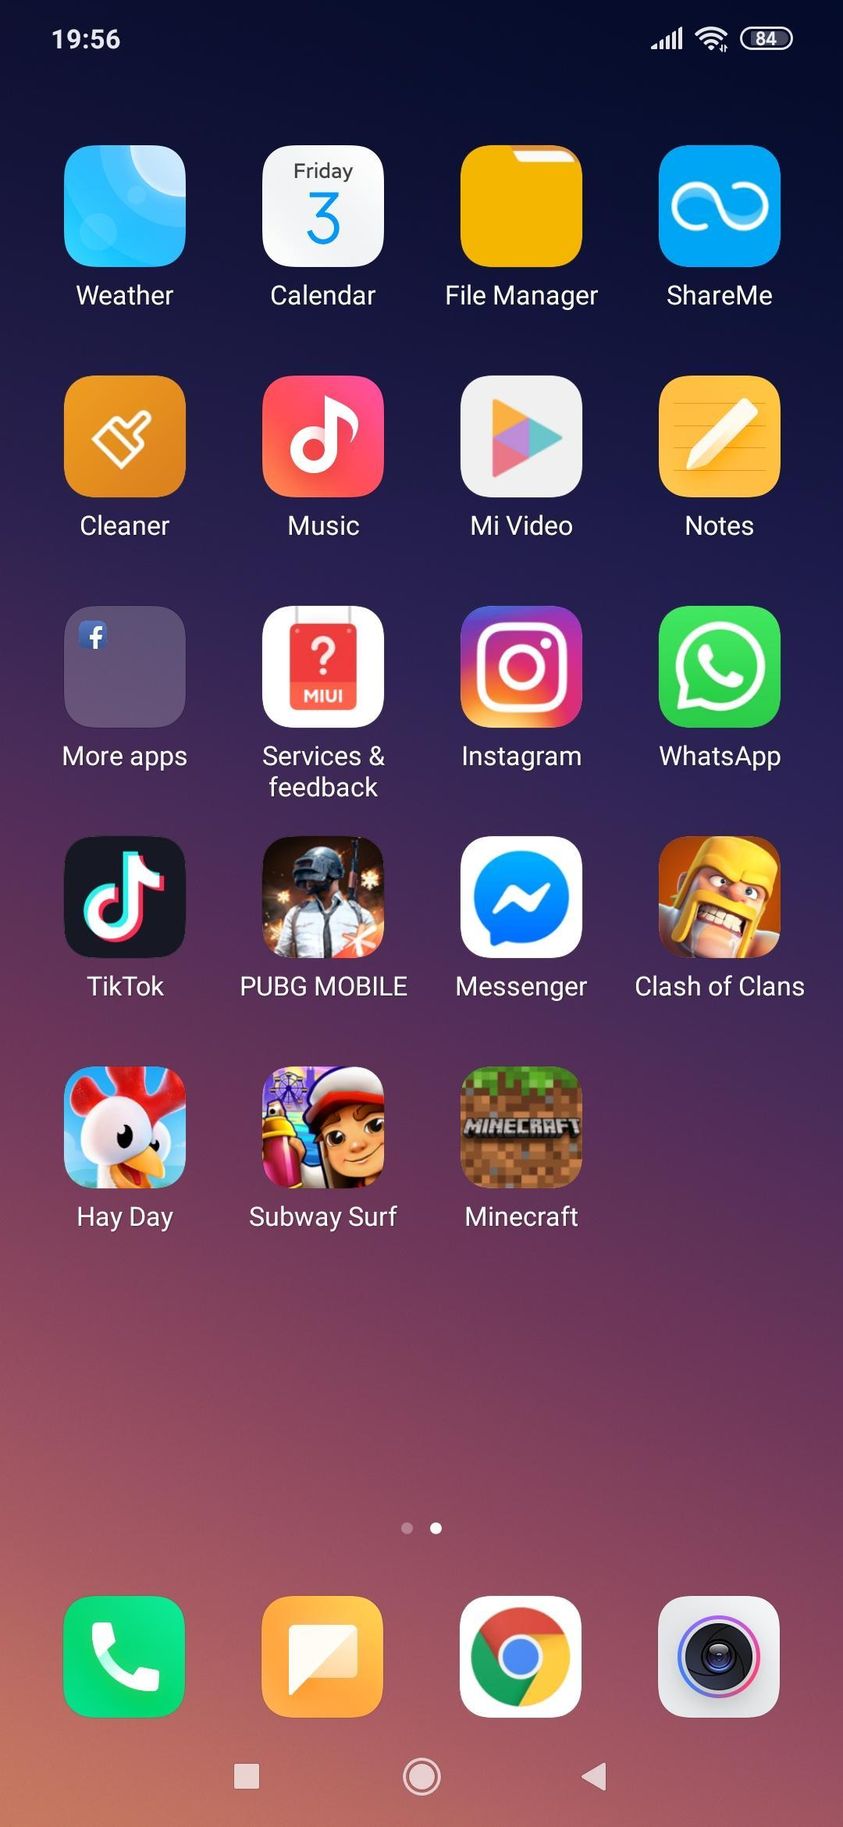 19:56
84
Friday
3
Weather
Calendar
File Manager
ShareMe
Cleaner
Music
Mi Video
Notes
f
?
MIUI
More apps
Services &
feedback
Instagram
WhatsApp
TikTok
PUBG MOBILE
Messenger
Clash of Clans
MINECRAFT
Hay Day
Subway Surf
Minecraft